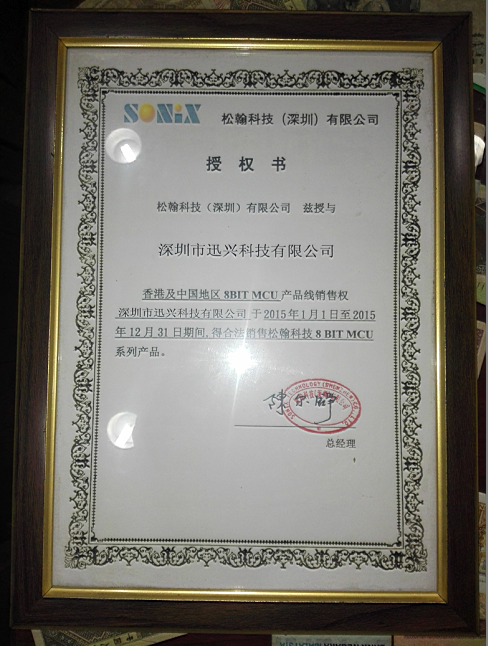 SONiX 松翰科技（深圳）有限公司
授 权 书
松翰科技（深圳）有限公司 兹授与
深圳市迅兴科技有限公司
香港及中国地区 8BIT MCU 产品线销售权
深圳市迅兴科技有限公司 于 2015 年 1 月 1 日至 2015
年 12 月 31 日期间, 得合法销售松翰科技 8 BIT MCU
系列产品。
总经理